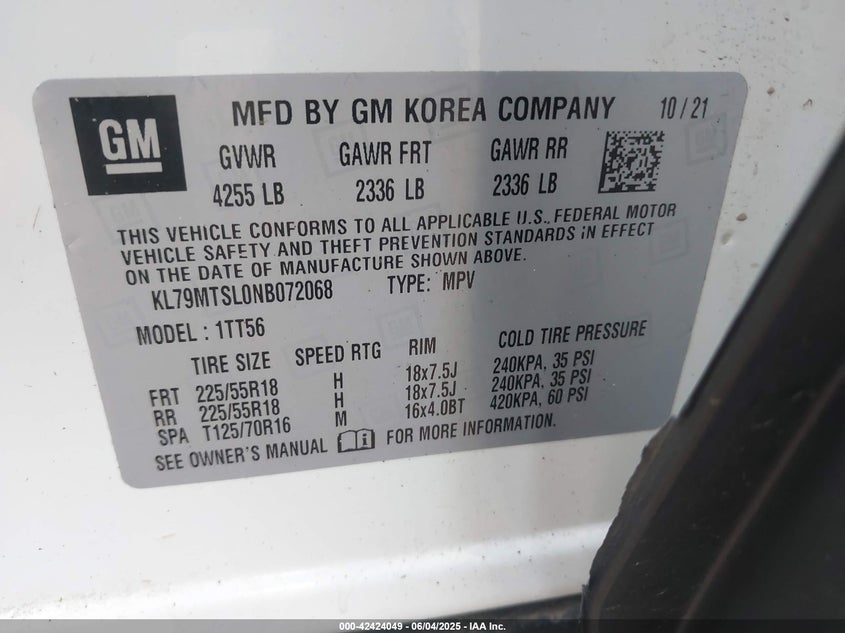 GM
MFD BY GM KOREA COMPANY 10/21
GVWR GAWR FRT GAWR RR
4255 LB 2336 LB 2336 LB
THIS VEHICLE CONFORMS TO ALL APPLICABLE U.S. FEDERAL MOTOR
VEHICLE SAFETY AND THEFT PREVENTION STANDARDS IN EFFECT
ON THE DATE OF MANUFACTURE SHOWN ABOVE.
KL79MTSL0NB072068 TYPE: MPV
MODEL : 1TT56
TIRE SIZE SPEED RTG RIM COLD TIRE PRESSURE
FRT 225/55R18 H 18x7.5J 240KPA, 35 PSI
RR 225/55R18 H 18x7.5J 240KPA, 35 PSI
SPA T125/70R16 M 16x4.0BT 420KPA, 60 PSI
SEE OWNER'S MANUAL FOR MORE INFORMATION.
000-42424049 - 06/04/2025 - IAA Inc.